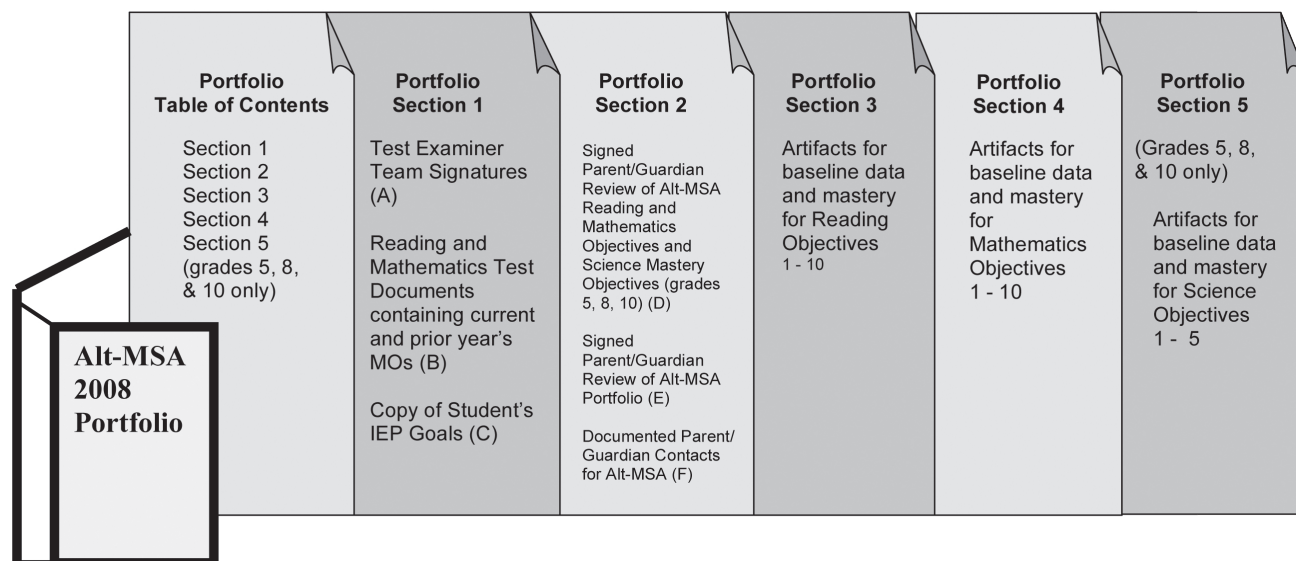 Portfolio
Table of Contents
Section 1
Section 2
Section 3
Section 4
Section 5
(grades 5, 8,
& 10 only)
Portfolio
Section 1
Test Examiner
Team Signatures
(A)
Reading and
Mathematics Test
Documents
containing current
and prior year's
MOs (B)
Copy of Student's
IEP Goals (C)
Portfolio
Section 2
Signed
Parent/Guardian
Review of Alt-MSA
Reading and
Mathematics
Objectives and
Science Mastery
Objectives (grades
5, 8, 10) (D)
Signed
Parent/Guardian
Review of Alt-MSA
Portfolio (E)
Documented Parent/
Guardian Contacts
for Alt-MSA (F)
Portfolio
Section 3
Artifacts for
baseline data
and mastery
for Reading
Objectives
1 - 10
Portfolio
Section 4
Artifacts for
baseline data
and mastery
for
Mathematics
Objectives
1 - 10
Portfolio
Section 5
(Grades 5, 8,
& 10 only)
Artifacts for
baseline data
and mastery
for Science
Objectives
1 - 5
Alt-MSA
2008
Portfolio